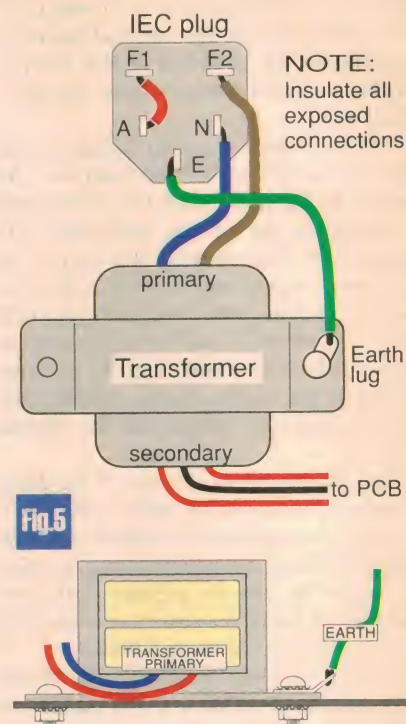 IEC plug
F1 F2
NOTE:
Insulate all
exposed
connections
A N
E
primary
Transformer
Earth
lug
secondary
to PCB
Fig.5
TRANSFORMER
PRIMARY
EARTH